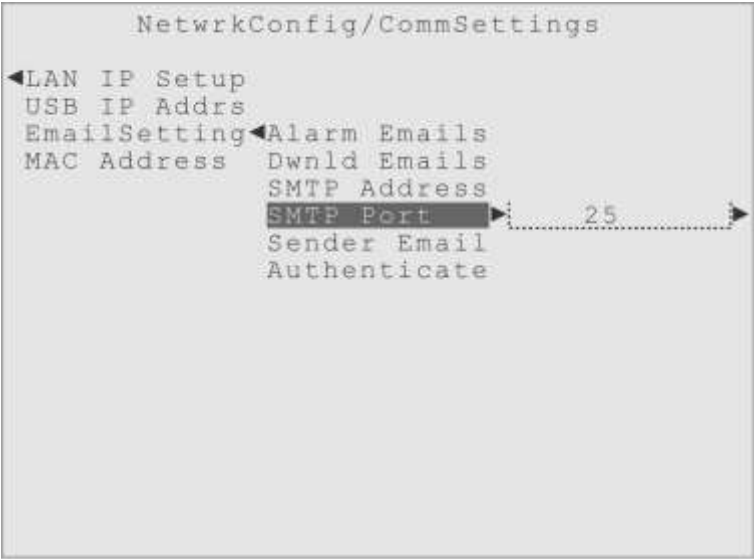 NetwrkConfig/CommSettings
◀LAN IP Setup
USB IP Addrs
EmailSetting◀Alarm Emails
MAC Address Dwnld Emails
SMTP Address
SMTP Port ▶ 25 ▶
Sender Email
Authenticate